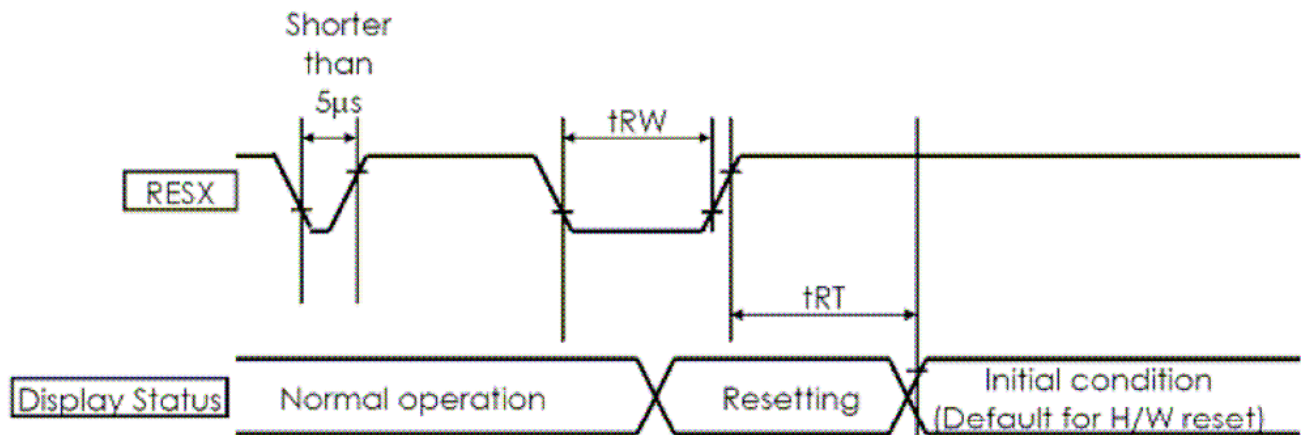 Shorter
than
5µs
tRW
RESX
tRT
Display Status
Normal operation
Resetting
Initial condition
(Default for H/W reset)